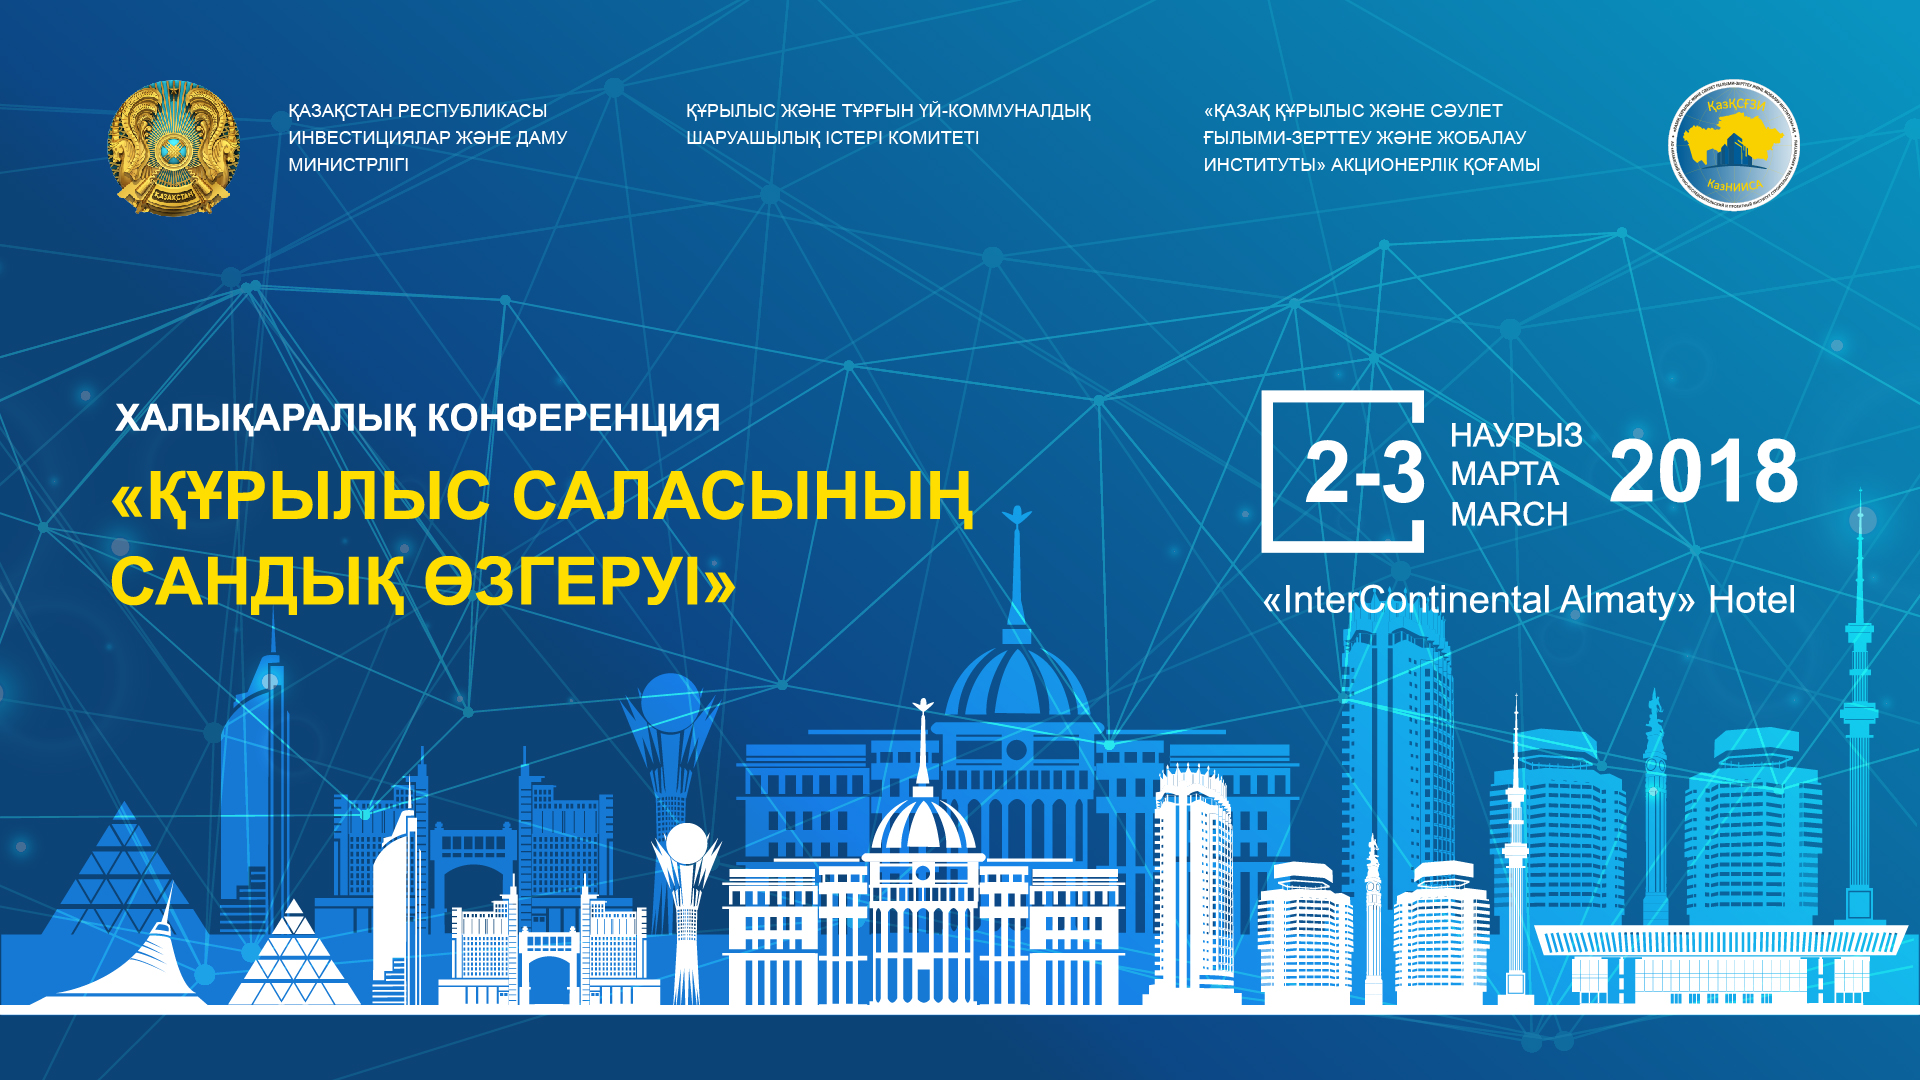 ҚАЗАҚСТАН РЕСПУБЛИКАСЫ
ИНВЕСТИЦИЯЛАР ЖӘНЕ ДАМУ
МИНИСТРЛІГІ
ҚҰРЫЛЫС ЖӘНЕ ТҰРҒЫН ҮЙ-КОММУНАЛДЫҚ
ШАРУАШЫЛЫҚ ІСТЕРІ КОМИТЕТІ
«ҚАЗАҚ ҚҰРЫЛЫС ЖӘНЕ СӘУЛЕТ
ҒЫЛЫМИ-ЗЕРТТЕУ ЖӘНЕ ЖОБАЛАУ
ИНСТИТУТЫ» АКЦИОНЕРЛІК ҚОҒАМЫ
ҚАЗАҚСТАН
ҚазҚСҒЗИ
КазНИИСА
ХАЛЫҚАРАЛЫҚ КОНФЕРЕНЦИЯ
«ҚҰРЫЛЫС САЛАСЫНЫҢ
САНДЫҚ ӨЗГЕРУІ»
2-3
НАУРЫЗ
МАРТА
MARCH
2018
«InterContinental Almaty» Hotel